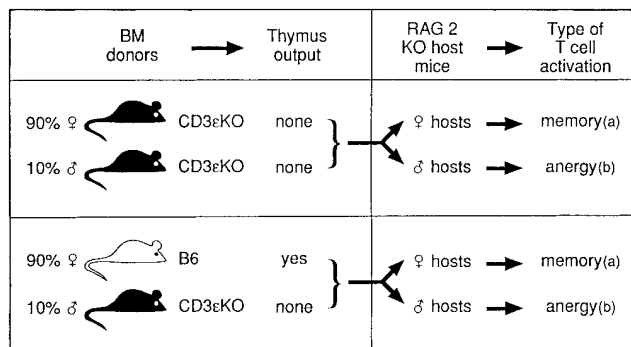 BM donors → Thymus output
RAG 2 KO host mice → Type of T cell activation
90% ♀ CD3εKO none
10% ♂ CD3εKO none
♀ hosts → memory(a)
♂ hosts → anergy(b)
90% ♀ B6 yes
10% ♂ CD3εKO none
♀ hosts → memory(a)
♂ hosts → anergy(b)